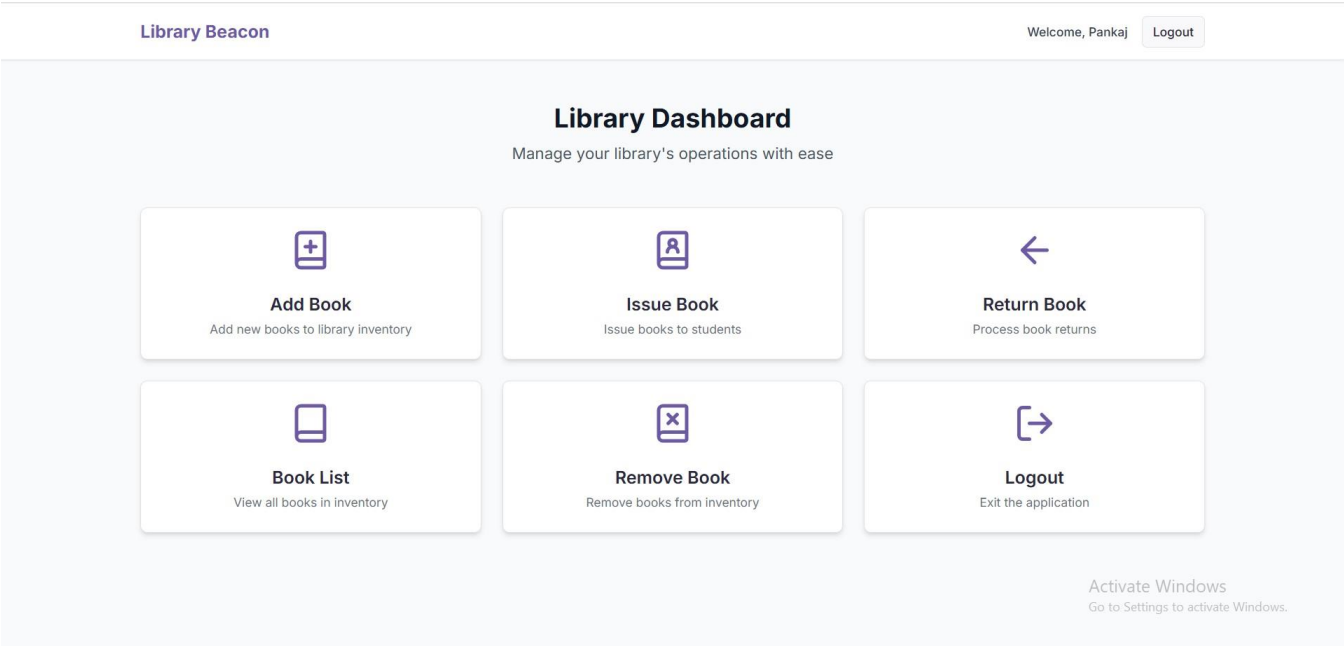 Library Beacon
Welcome, Pankaj
Logout
Library Dashboard
Manage your library's operations with ease
Add Book
Add new books to library inventory
Issue Book
Issue books to students
Return Book
Process book returns
Book List
View all books in inventory
Remove Book
Remove books from inventory
Logout
Exit the application
Activate Windows
Go to Settings to activate Windows.